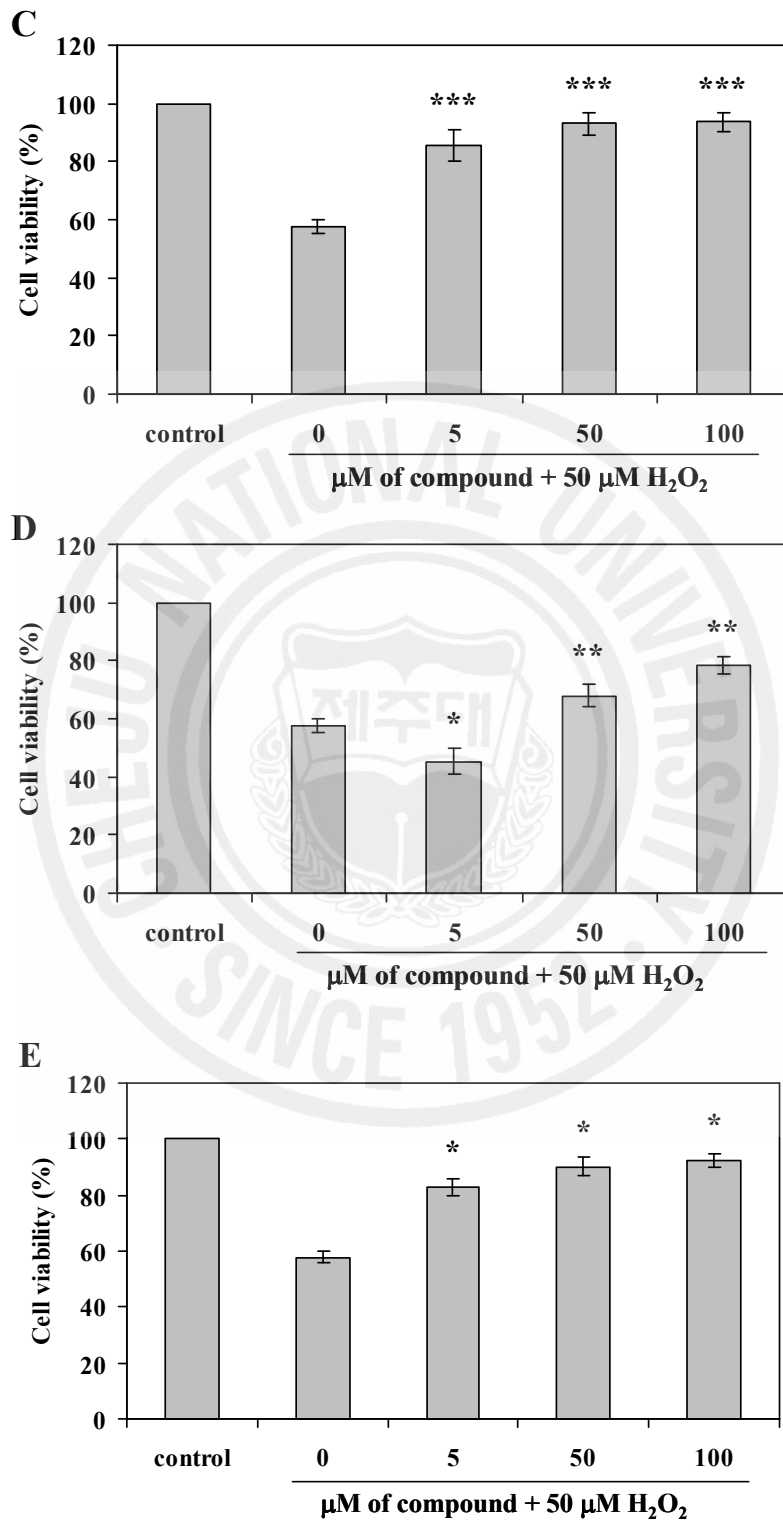 C
120
100
80
60
40
20
0
Cell viability (%)
***
***
***
control
0
5
50
100
μM of compound + 50 μM H₂O₂
D
120
100
80
60
40
20
0
Cell viability (%)
*
**
**
control
0
5
50
100
μM of compound + 50 μM H₂O₂
E
120
100
80
60
40
20
0
Cell viability (%)
*
*
*
control
0
5
50
100
μM of compound + 50 μM H₂O₂
CHEJU NATIONAL UNIVERSITY
제주대
SINCE 1952